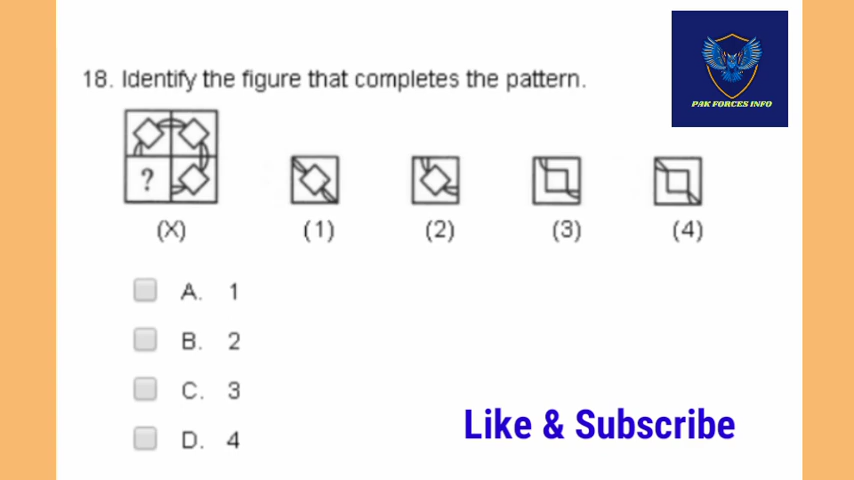 PAK FORCES INFO
18. Identify the figure that completes the pattern.
?
(X) (1) (2) (3) (4)
A. 1
B. 2
C. 3
D. 4
Like & Subscribe